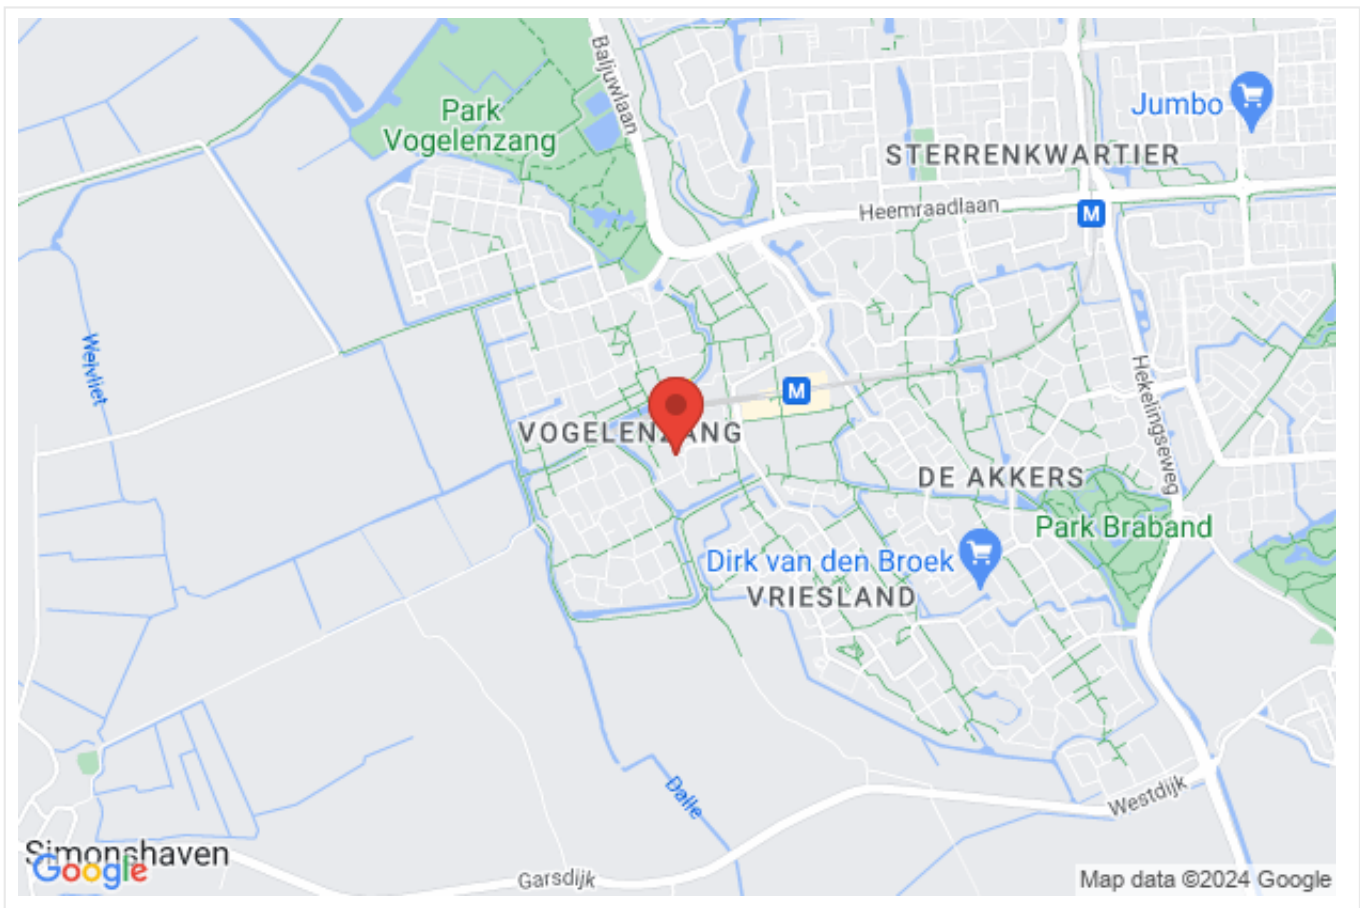 Baljuwlaan
Park
Vogelenzang
Jumbo
STERRENKWARTIER
Heemraadlaan
M
Welvliet
Hekelingseweg
M
VOGELENZANG
DE AKKERS
Park Braband
Dirk van den Broek
VRIESLAND
Dalle
Westdijk
Simonshaven
Google
Garsdijk
Map data ©2024 Google